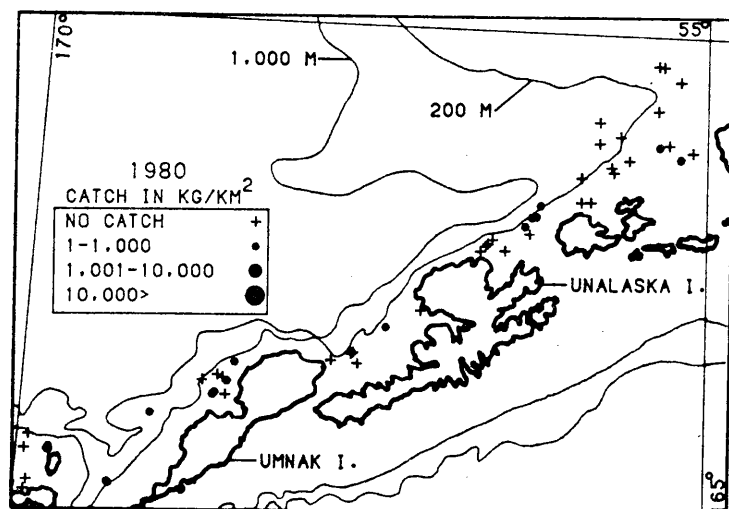 170°
55°
1.000 M
200 M
1980
CATCH IN KG/KM²
NO CATCH +
1-1.000
1.001-10.000
10.000>
UNALASKA I.
UMNAK I.
165°